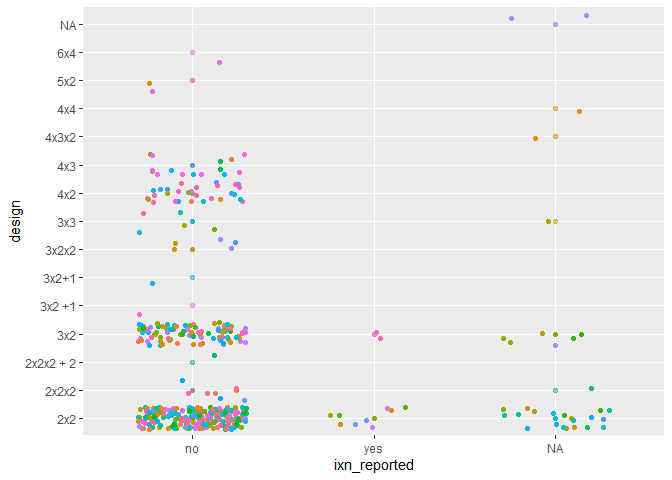 NA
6x4
5x2
4x4
4x3x2
4x3
4x2
3x3
3x2x2
3x2+1
3x2 +1
3x2
2x2x2 + 2
2x2x2
2x2
design
no yes NA
ixn_reported